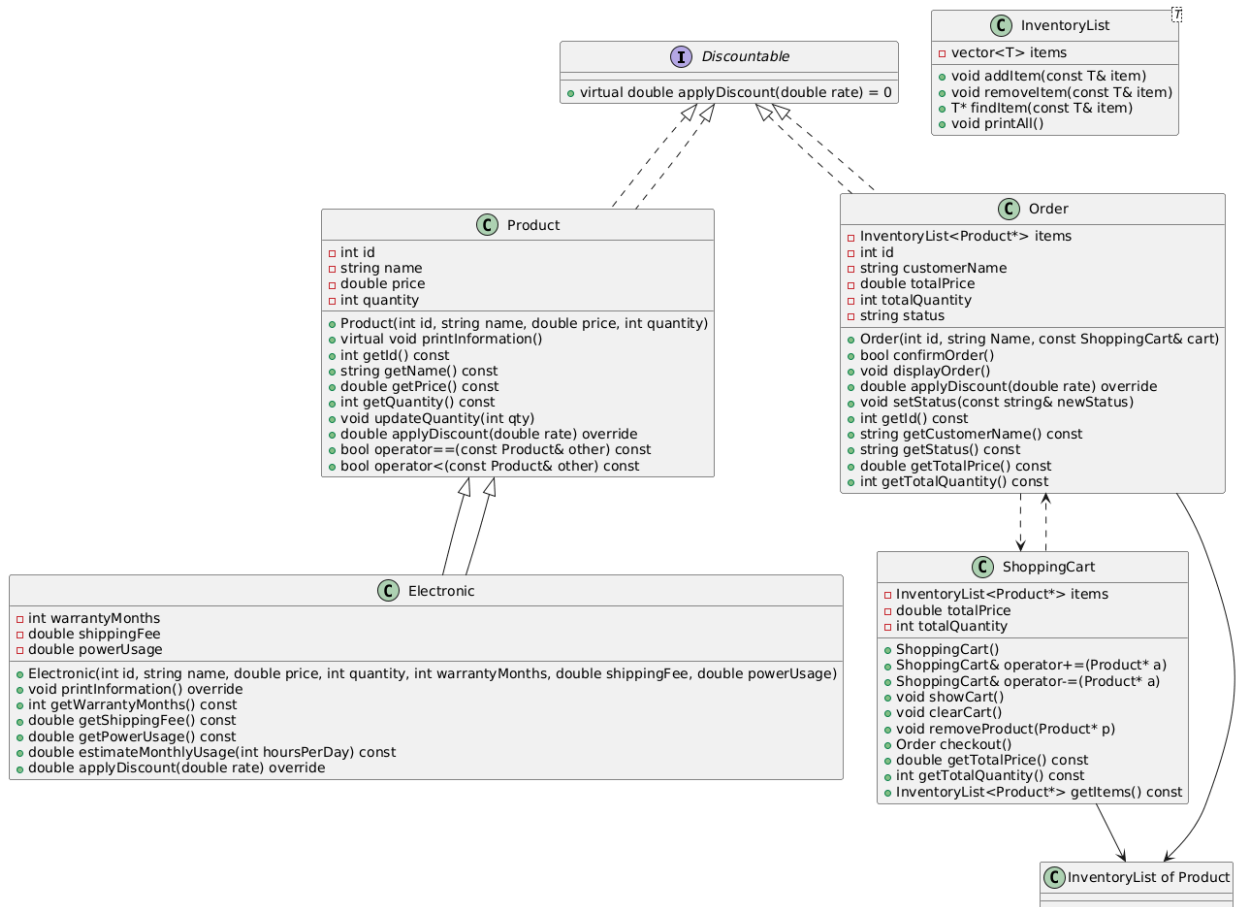 I Discountable
+ virtual double applyDiscount(double rate) = 0
C InventoryList
T
vector<T> items
void addItem(const T& item)
void removeItem(const T& item)
T* findItem(const T& item)
void printAll()
C Product
int id
string name
double price
int quantity
Product(int id, string name, double price, int quantity)
virtual void printInformation()
int getId() const
string getName() const
double getPrice() const
int getQuantity() const
void updateQuantity(int qty)
double applyDiscount(double rate) override
bool operator==(const Product& other) const
bool operator<(const Product& other) const
C Order
InventoryList<Product*> items
int id
string customerName
double totalPrice
int totalQuantity
string status
Order(int id, string Name, const ShoppingCart& cart)
bool confirmOrder()
void displayOrder()
double applyDiscount(double rate) override
void setStatus(const string& newStatus)
int getId() const
string getCustomerName() const
string getStatus() const
double getTotalPrice() const
int getTotalQuantity() const
C Electronic
int warrantyMonths
double shippingFee
double powerUsage
Electronic(int id, string name, double price, int quantity, int warrantyMonths, double shippingFee, double powerUsage)
void printInformation() override
int getWarrantyMonths() const
double getShippingFee() const
double getPowerUsage() const
double estimateMonthlyUsage(int hoursPerDay) const
double applyDiscount(double rate) override
C ShoppingCart
InventoryList<Product*> items
double totalPrice
int totalQuantity
ShoppingCart()
ShoppingCart& operator+=(Product* a)
ShoppingCart& operator-=(Product* a)
void showCart()
void clearCart()
void removeProduct(Product* p)
Order checkout()
double getTotalPrice() const
int getTotalQuantity() const
InventoryList<Product*> getItems() const
C InventoryList of Product